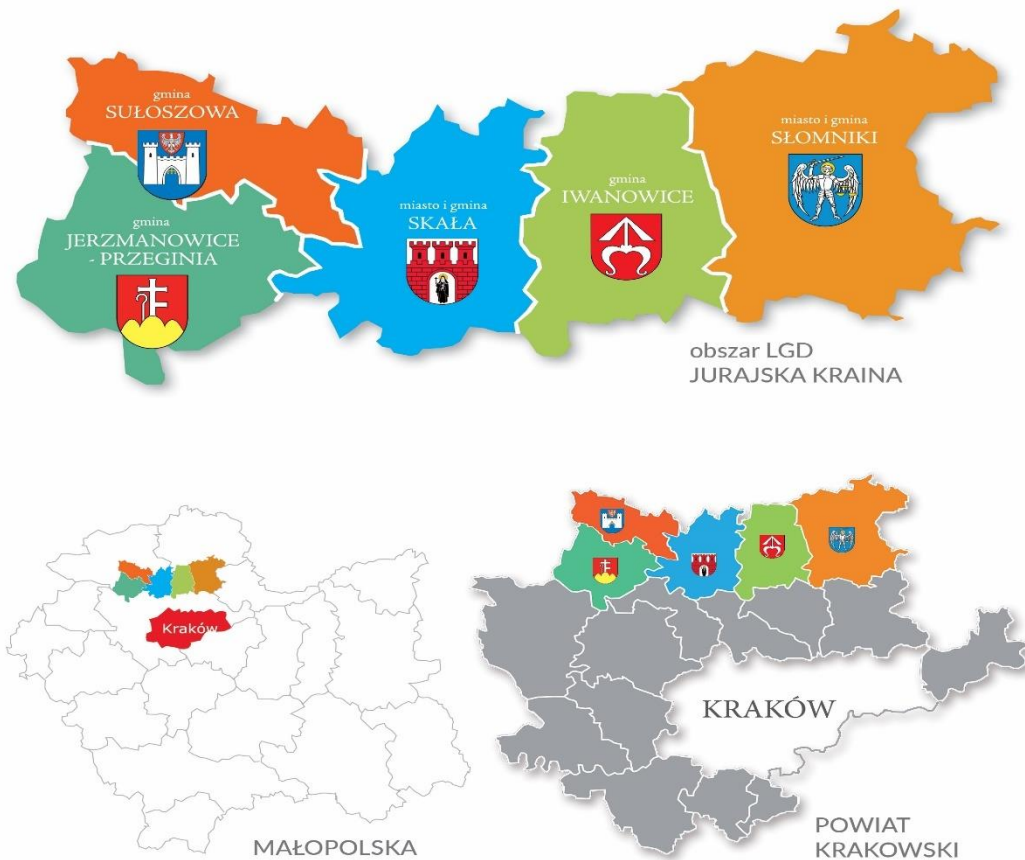 gmina
SUŁOSZOWA
gmina
JERZMANOWICE
- PRZEGINIA
miasto i gmina
SKAŁA
gmina
IWANOWICE
miasto i gmina
SŁOMNIKI
obszar LGD
JURAJSKA KRAINA
Kraków
MAŁOPOLSKA
KRAKÓW
POWIAT
KRAKOWSKI